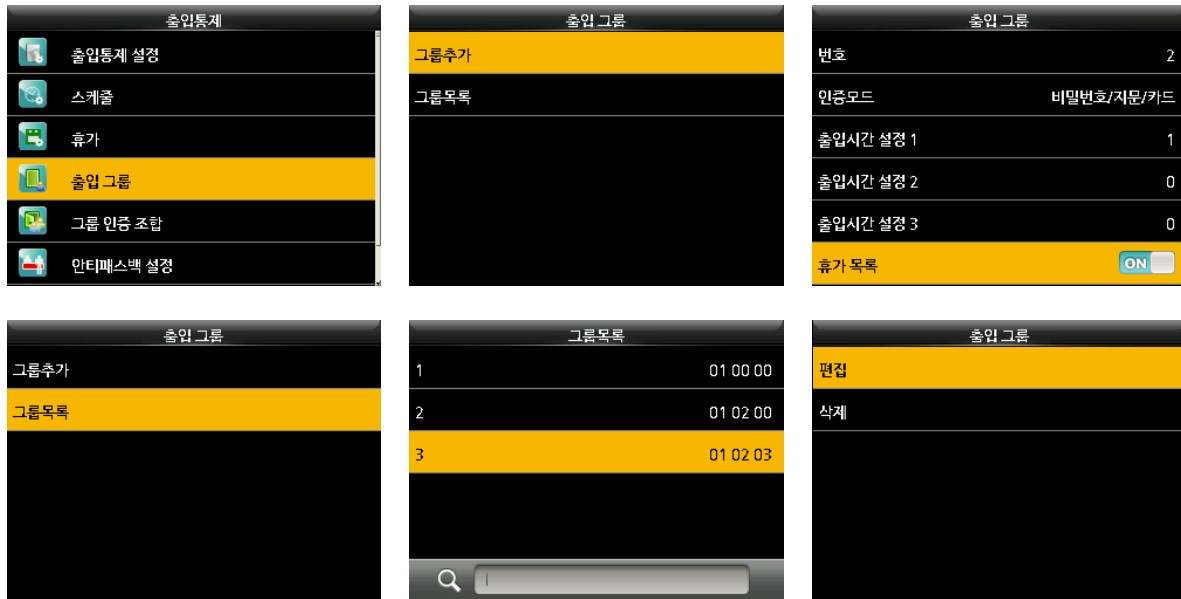 출입통제
출입통제 설정
스케줄
휴가
출입 그룹
그룹 인증 조합
안티패스백 설정
출입 그룹
그룹추가
그룹목록
출입 그룹
번호 2
인증모드 비밀번호/지문/카드
출입시간 설정 1 1
출입시간 설정 2 0
출입시간 설정 3 0
휴가 목록 ON
출입 그룹
그룹추가
그룹목록
그룹목록
1 01 00 00
2 01 02 00
3 01 02 03
출입 그룹
편집
삭제